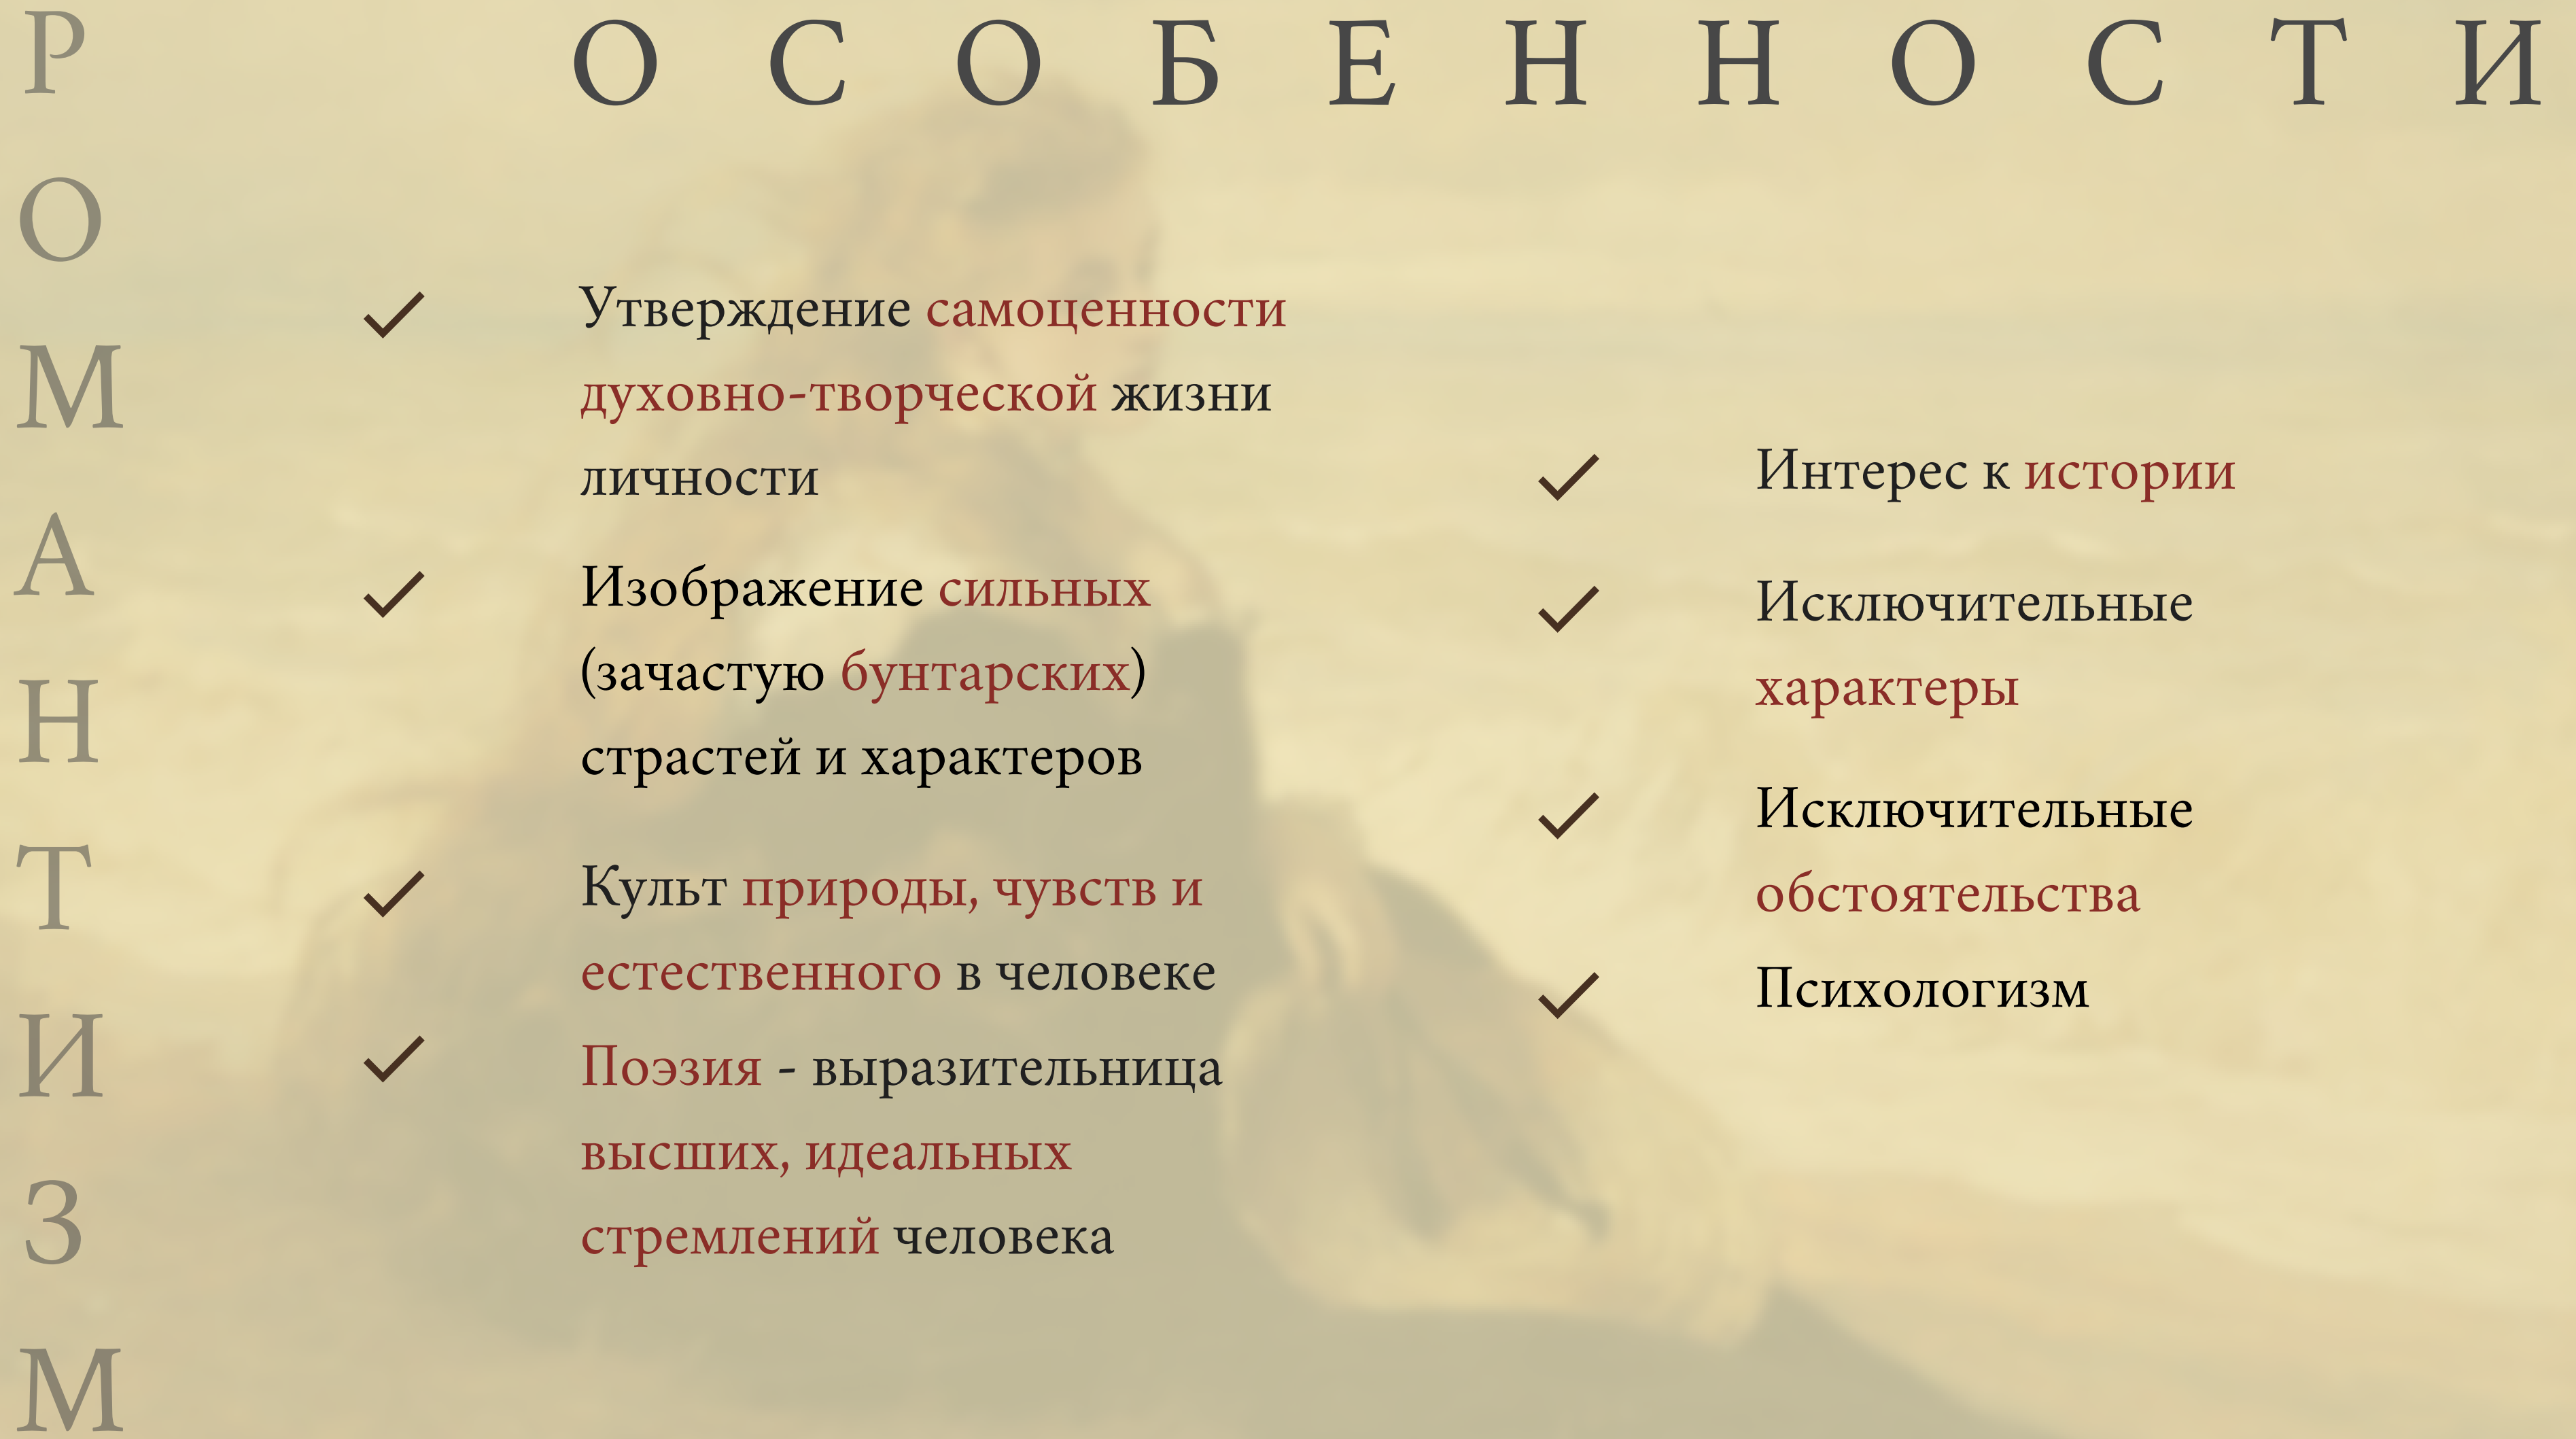 РОМАНТИЗМ
ОСОБЕННОСТИ
Утверждение самоценности
духовно-творческой жизни
личности
Изображение сильных
(зачастую бунтарских)
страстей и характеров
Культ природы, чувств и
естественного в человеке
Поэзия - выразительница
высших, идеальных
стремлений человека
Интерес к истории
Исключительные
характеры
Исключительные
обстоятельства
Психологизм